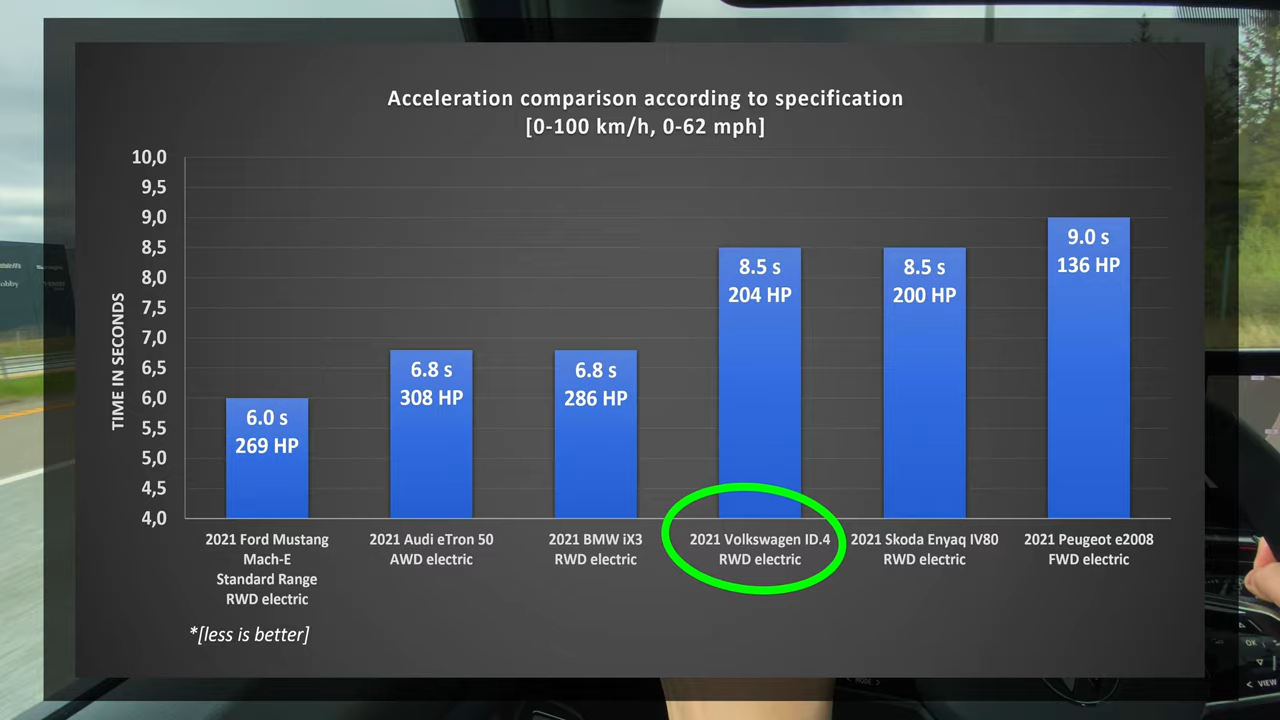 Acceleration comparison according to specification
[0-100 km/h, 0-62 mph]
10,0
9,5
9,0
8,5
8,0
7,5
7,0
6,5
6,0
5,5
5,0
4,5
4,0
TIME IN SECONDS
6.0 s
269 HP
6.8 s
308 HP
6.8 s
286 HP
8.5 s
204 HP
8.5 s
200 HP
9.0 s
136 HP
2021 Ford Mustang
Mach-E
Standard Range
RWD electric
2021 Audi eTron 50
AWD electric
2021 BMW iX3
RWD electric
2021 Volkswagen ID.4
RWD electric
2021 Skoda Enyaq IV80
RWD electric
2021 Peugeot e2008
FWD electric
*[less is better]
OK
< VIEW
MODE >